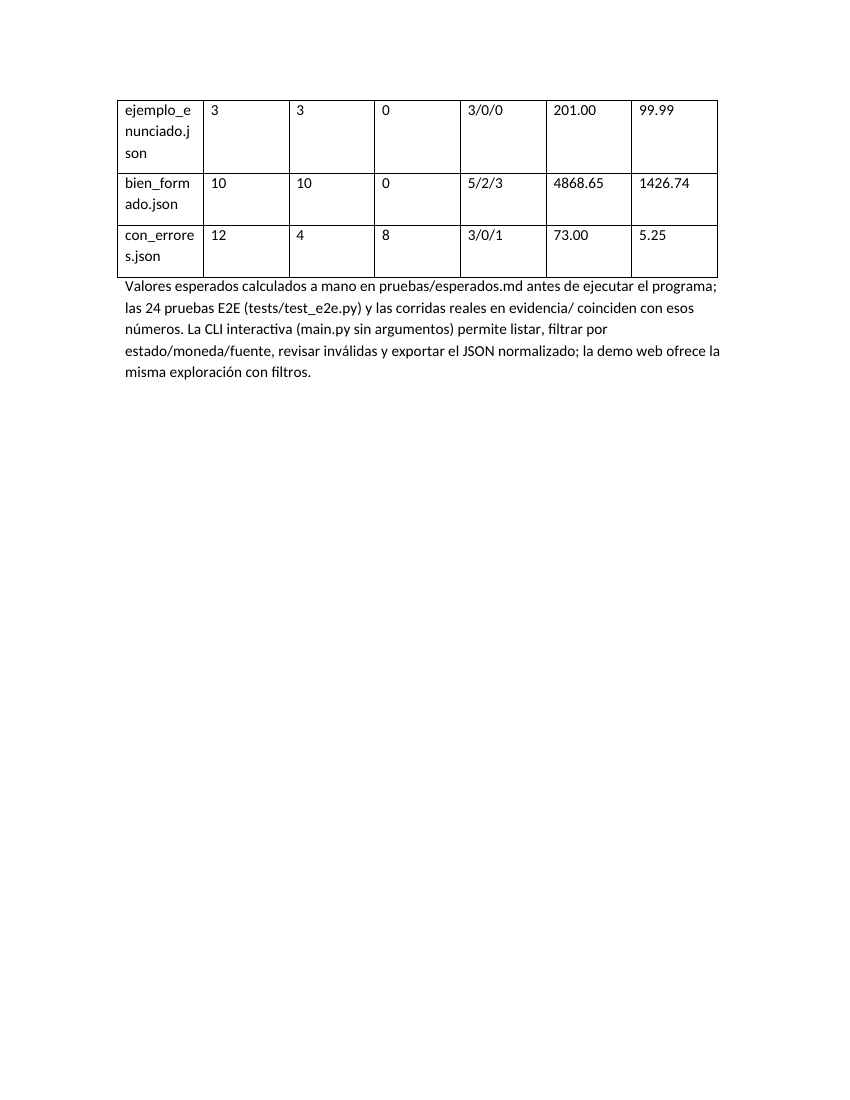 ejemplo_e 3 3 0 3/0/0 201.00 99.99
nunciado.j
son
bien_form 10 10 0 5/2/3 4868.65 1426.74
ado.json
con_errore 12 4 8 3/0/1 73.00 5.25
s.json
Valores esperados calculados a mano en pruebas/esperados.md antes de ejecutar el programa;
las 24 pruebas E2E (tests/test_e2e.py) y las corridas reales en evidencia/ coinciden con esos
números. La CLI interactiva (main.py sin argumentos) permite listar, filtrar por
estado/moneda/fuente, revisar inválidas y exportar el JSON normalizado; la demo web ofrece la
misma exploración con filtros.